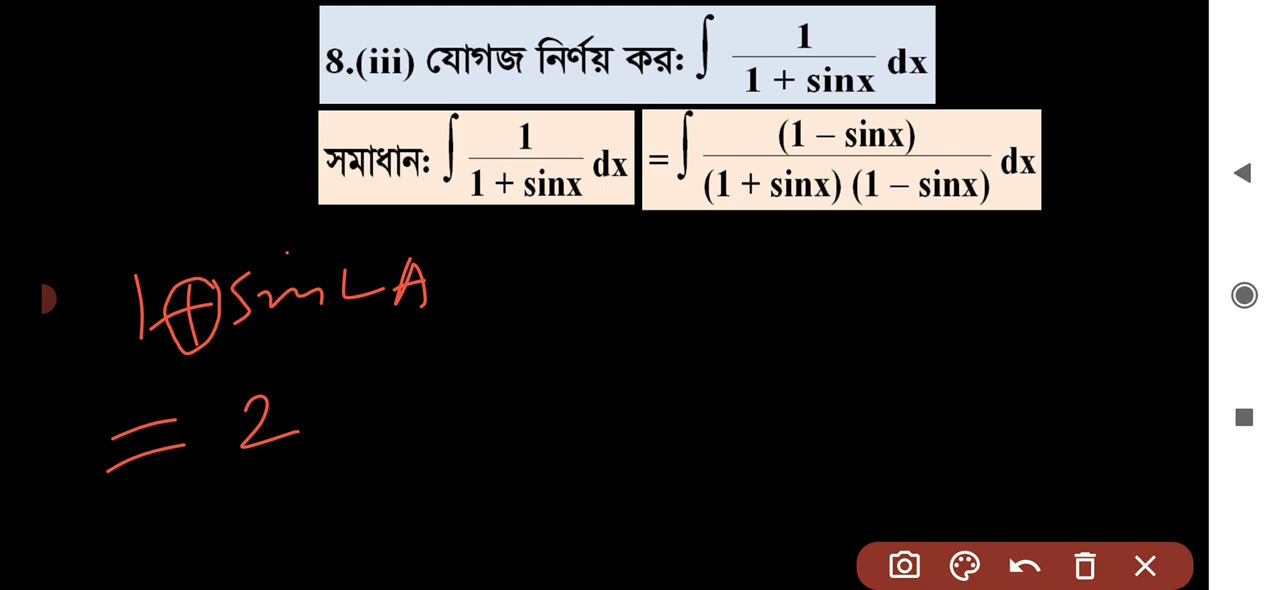 8.(iii) যোগজ নির্ণয় কর: ∫ 1/(1 + sinx) dx
সমাধান: ∫ 1/(1 + sinx) dx = ∫ (1 – sinx)/((1 + sinx) (1 – sinx)) dx
1 + sin∠A
= 2